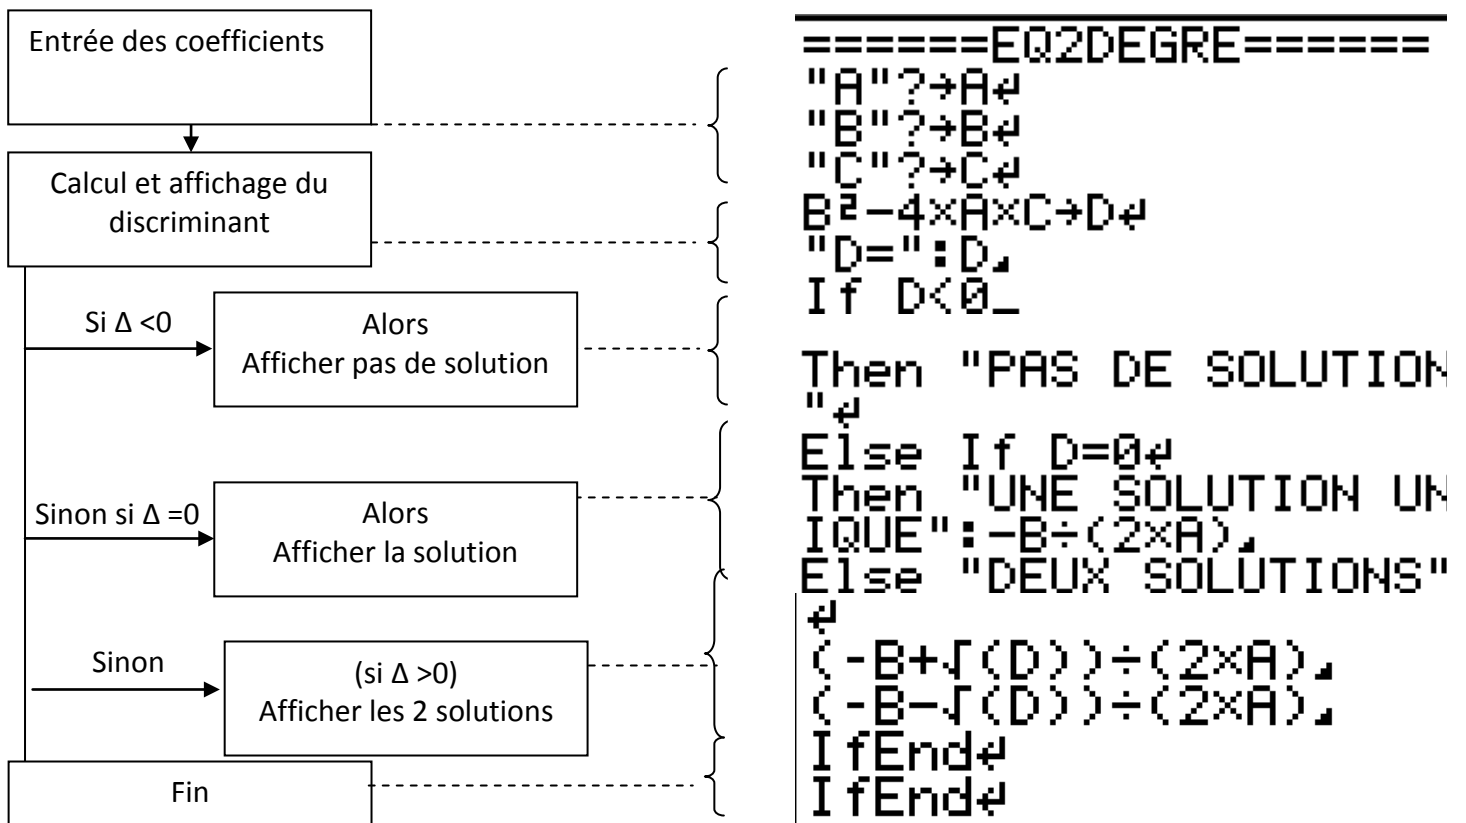 Entrée des coefficients
Calcul et affichage du
discriminant
Si Δ <0
Alors
Afficher pas de solution
Sinon si Δ =0
Alors
Afficher la solution
Sinon
(si Δ >0)
Afficher les 2 solutions
Fin
======EQ2DEGRE======
"A"?→A↵
"B"?→B↵
"C"?→C↵
B²−4×A×C→D↵
"D=":D◢
If D<0_
Then "PAS DE SOLUTION
"↵
Else If D=0↵
Then "UNE SOLUTION UN
IQUE":−B÷(2×A)◢
Else "DEUX SOLUTIONS"
↵
(-B+√(D))÷(2×A)◢
(-B−√(D))÷(2×A)◢
IfEnd↵
IfEnd↵